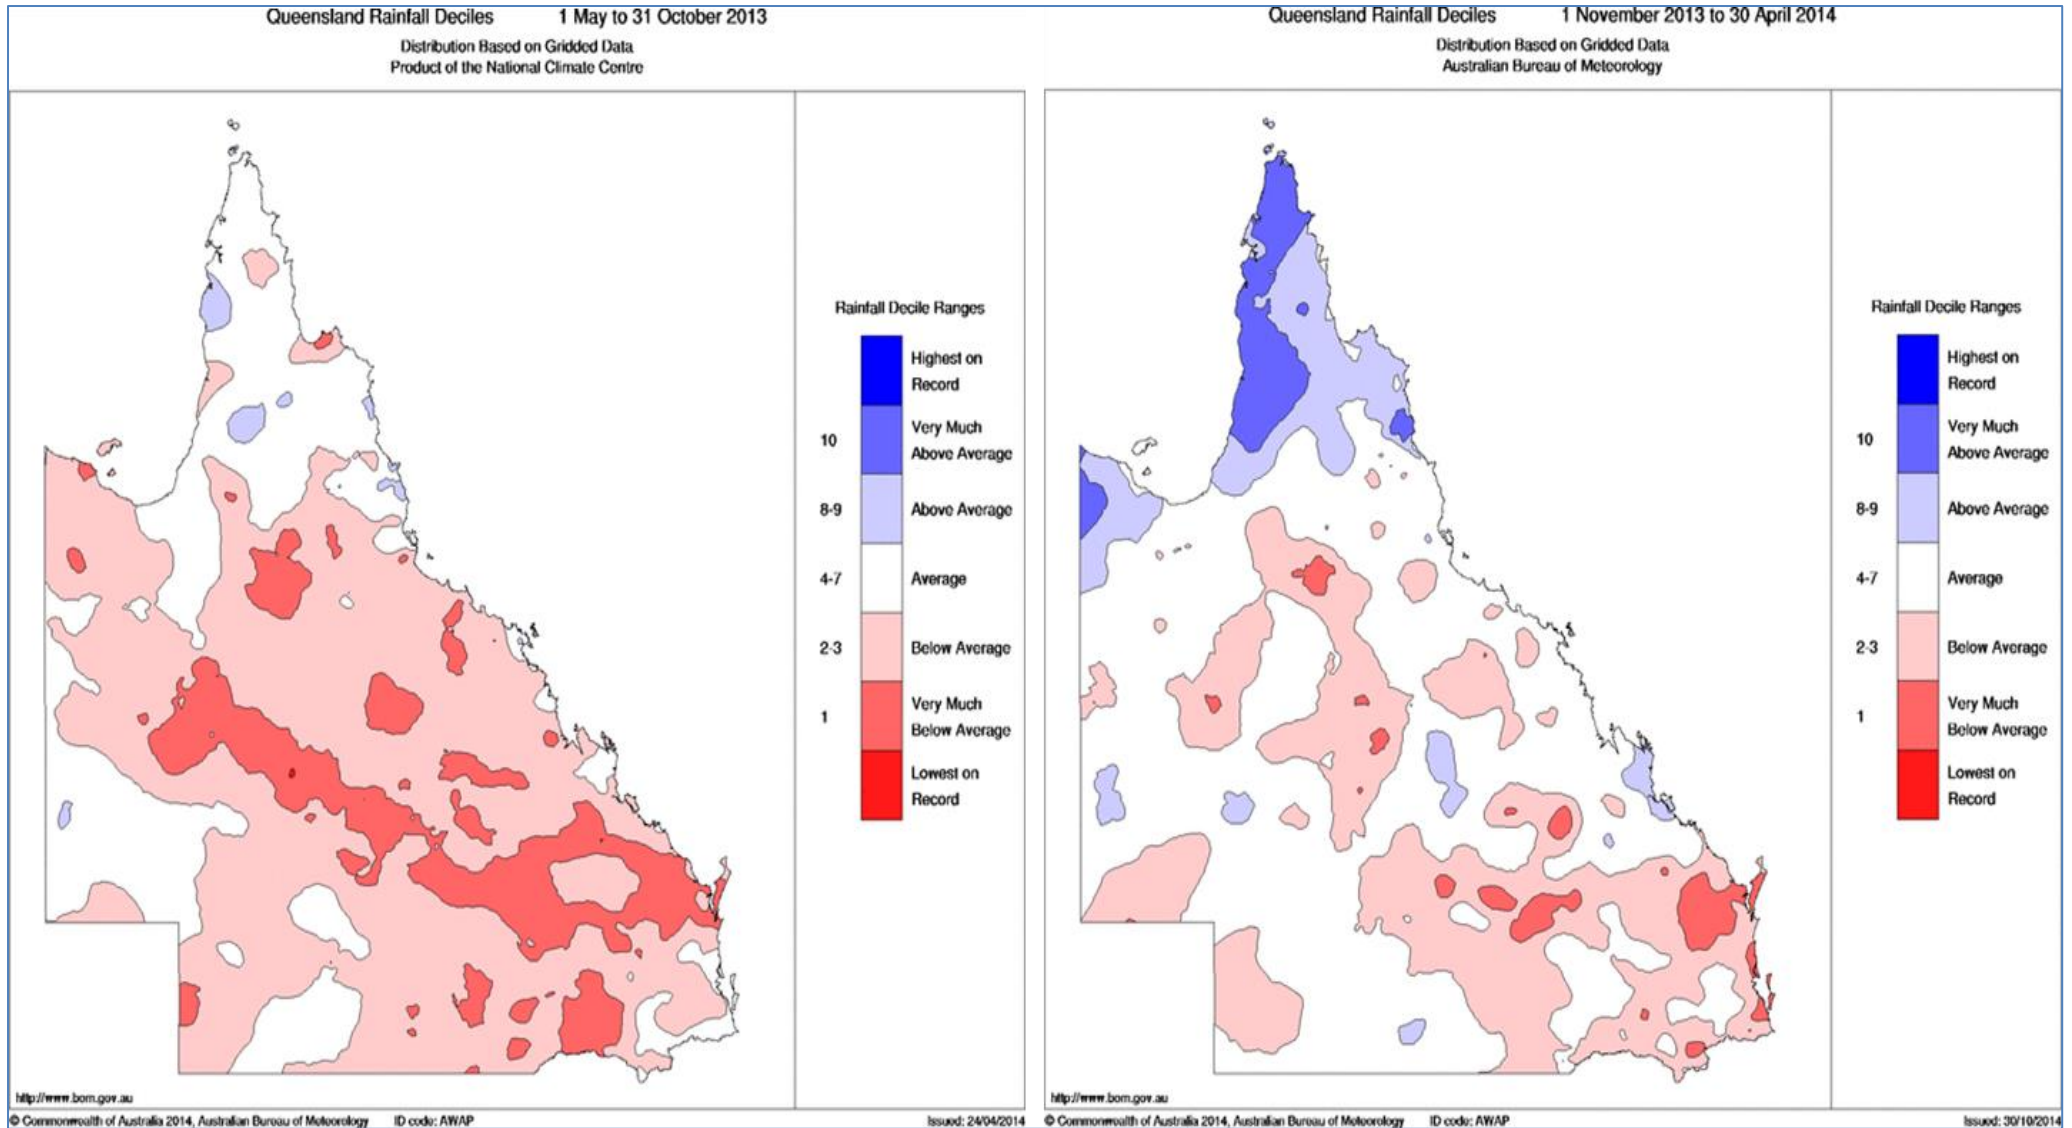 Queensland Rainfall Deciles 1 May to 31 October 2013
Distribution Based on Gridded Data
Product of the National Climate Centre
Rainfall Decile Ranges
Highest on
Record
10 Very Much
Above Average
8-9 Above Average
4-7 Average
2-3 Below Average
1 Very Much
Below Average
Lowest on
Record
http://www.bom.gov.au
© Commonwealth of Australia 2014, Australian Bureau of Meteorology ID code: AWAP Issued: 24/04/2014
Queensland Rainfall Deciles 1 November 2013 to 30 April 2014
Distribution Based on Gridded Data
Australian Bureau of Meteorology
Rainfall Decile Ranges
Highest on
Record
10 Very Much
Above Average
8-9 Above Average
4-7 Average
2-3 Below Average
1 Very Much
Below Average
Lowest on
Record
http://www.bom.gov.au
© Commonwealth of Australia 2014, Australian Bureau of Meteorology ID code: AWAP Issued: 30/10/2014